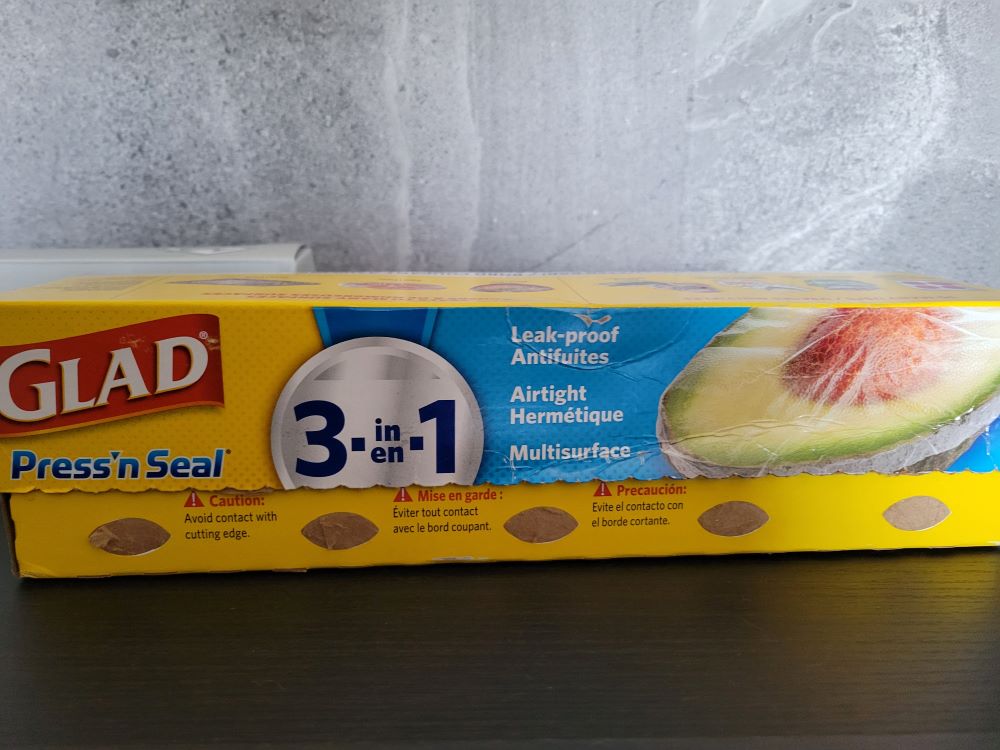 GLAD®
Press'n Seal®
3-in/en-1
Leak-proof
Antifuites
Airtight
Hermétique
Multisurface
Caution:
Avoid contact with
cutting edge.
Mise en garde :
Éviter tout contact
avec le bord coupant.
Precaución:
Evite el contacto con
el borde cortante.